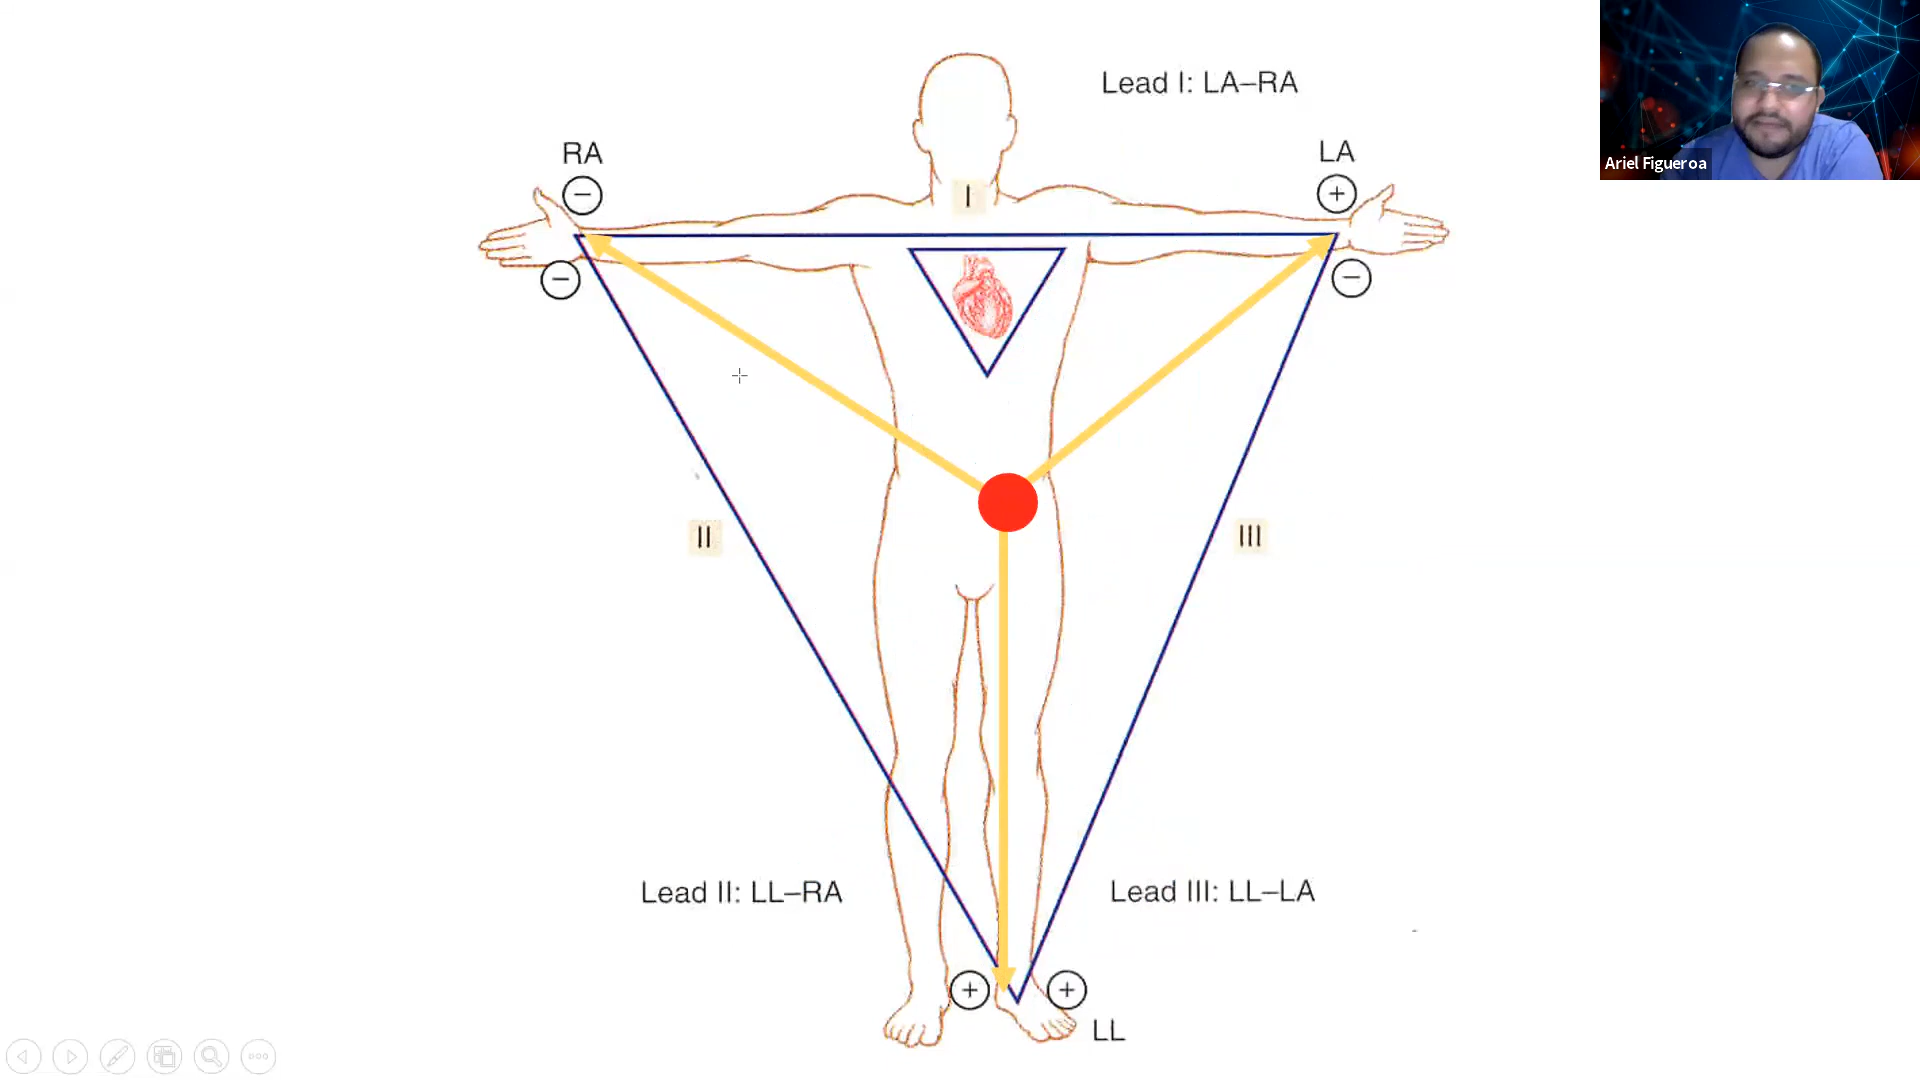 Lead I: LA–RA
RA
LA
−
+
I
−
−
II
III
Lead II: LL–RA
Lead III: LL–LA
+
+
LL
Ariel Figueroa